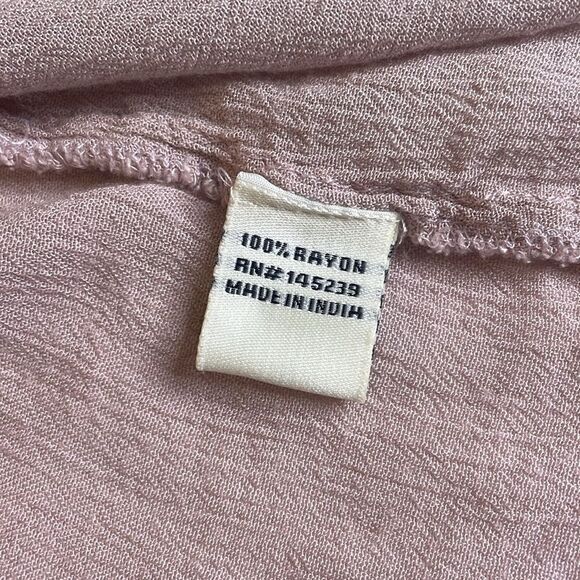 100% RAYON
RN# 145239
MADE IN INDIA